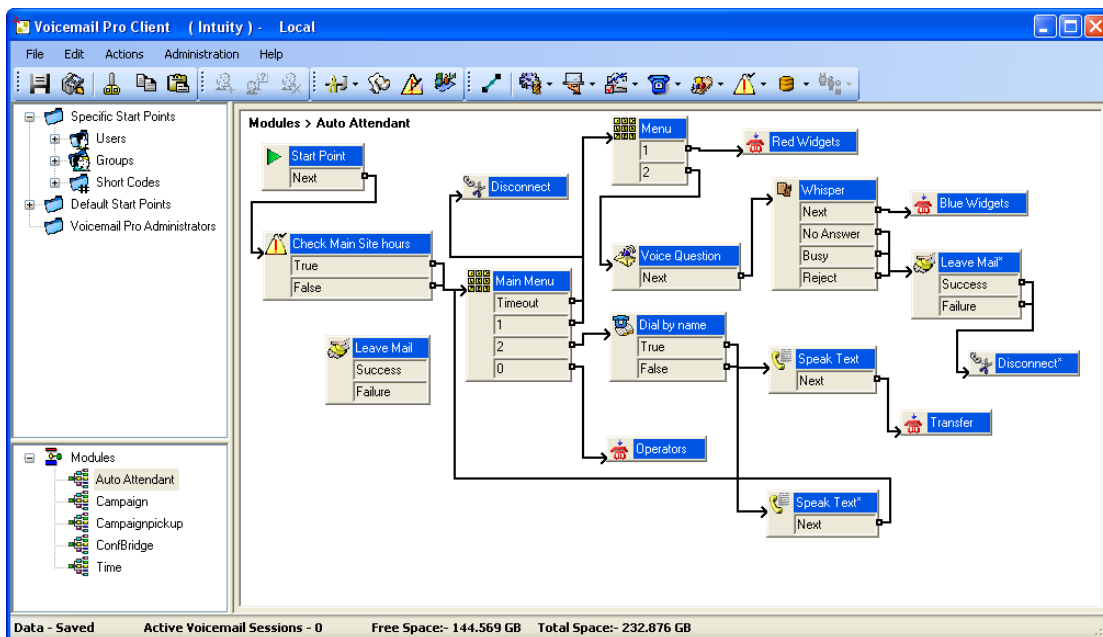 Voicemail Pro Client ( Intuity ) - Local
File Edit Actions Administration Help
Specific Start Points
Users
Groups
Short Codes
Default Start Points
Voicemail Pro Administrators
Modules
Auto Attendant
Campaign
Campaignpickup
ConfBridge
Time
Modules > Auto Attendant
Start Point
Next
Disconnect
Check Main Site hours
True
False
Leave Mail
Success
Failure
Main Menu
Timeout
1
2
0
Menu
1
2
Red Widgets
Voice Question
Next
Whisper
Next
No Answer
Busy
Reject
Blue Widgets
Leave Mail*
Success
Failure
Disconnect*
Dial by name
True
False
Speak Text
Next
Transfer
Operators
Speak Text*
Next
Data - Saved Active Voicemail Sessions - 0 Free Space:- 144.569 GB Total Space:- 232.876 GB